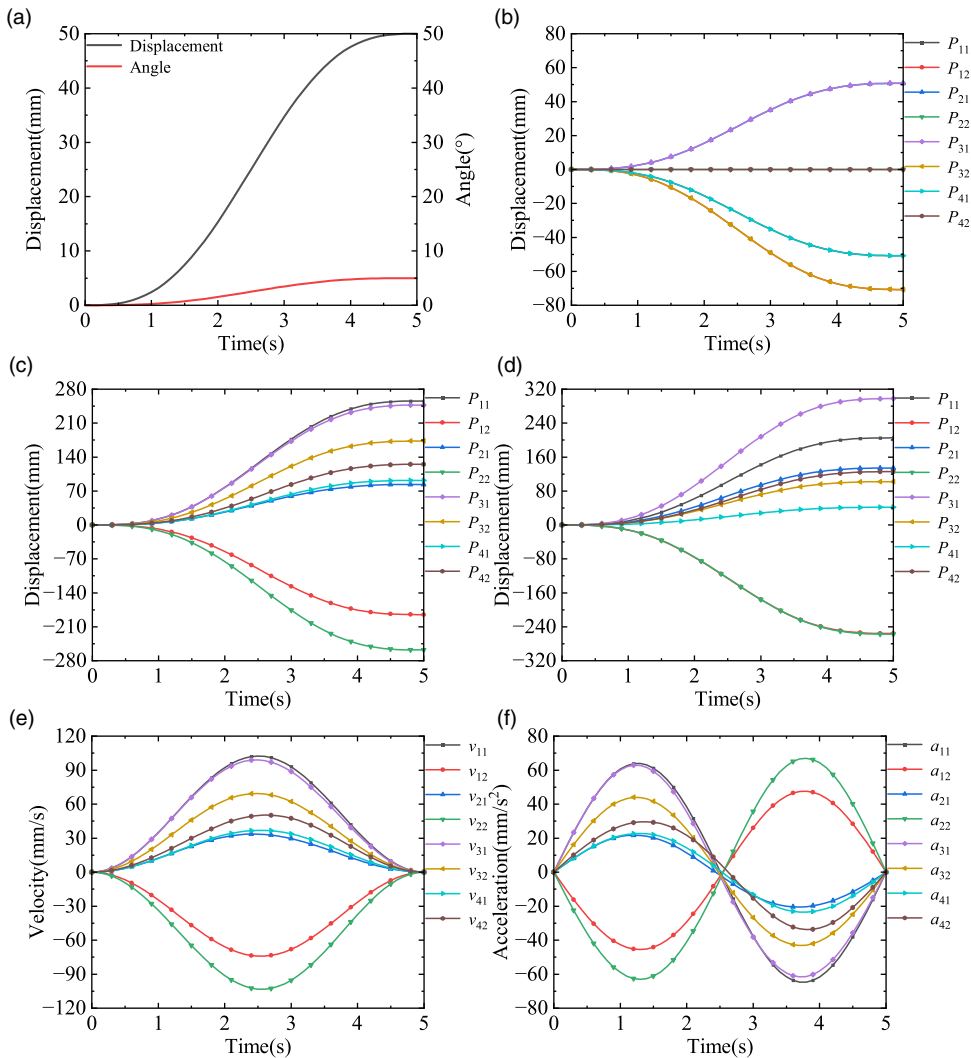 (a)
50
40
30
20
10
0
Displacement(mm)
Displacement
Angle
50
40
30
20
10
0
Angle(°)
0 1 2 3 4 5
Time(s)
(b)
80
60
40
20
0
−20
−40
−60
−80
Displacement(mm)
0 1 2 3 4 5
Time(s)
P11
P12
P21
P22
P31
P32
P41
P42
(c)
280
210
140
70
0
−70
−140
−210
−280
Displacement(mm)
0 1 2 3 4 5
Time(s)
P11
P12
P21
P22
P31
P32
P41
P42
(d)
320
240
160
80
0
−80
−160
−240
−320
Displacement(mm)
0 1 2 3 4 5
Time(s)
P11
P12
P21
P22
P31
P32
P41
P42
(e)
120
90
60
30
0
−30
−60
−90
−120
Velocity(mm/s)
0 1 2 3 4 5
Time(s)
v11
v12
v21
v22
v31
v32
v41
v42
(f)
80
60
40
20
0
−20
−40
−60
−80
Acceleration(mm/s²)
0 1 2 3 4 5
Time(s)
a11
a12
a21
a22
a31
a32
a41
a42